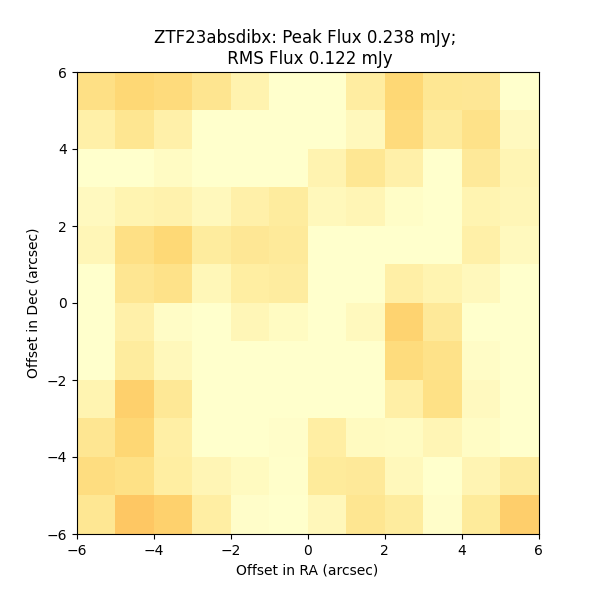 ZTF23absdibx: Peak Flux 0.238 mJy;
RMS Flux 0.122 mJy
6
4
2
0
−2
−4
−6
Offset in Dec (arcsec)
−6 −4 −2 0 2 4 6
Offset in RA (arcsec)